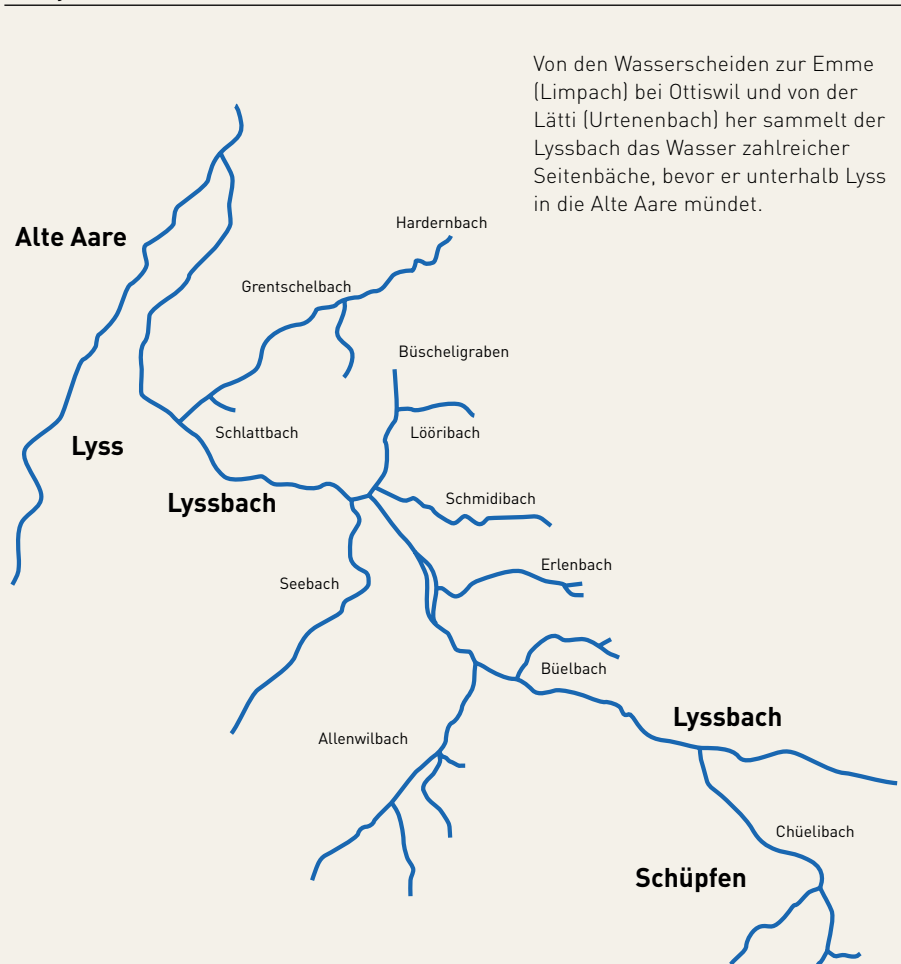 Von den Wasserscheiden zur Emme
(Limpach) bei Ottiswil und von der
Lätti (Urtenenbach) her sammelt der
Lyssbach das Wasser zahlreicher
Seitenbäche, bevor er unterhalb Lyss
in die Alte Aare mündet.
Hardernbach
Alte Aare
Grentschelbach
Büscheligraben
Schlattbach
Lööribach
Lyss
Lyssbach
Schmidibach
Erlenbach
Seebach
Büelbach
Lyssbach
Allenwilbach
Chüelibach
Schüpfen